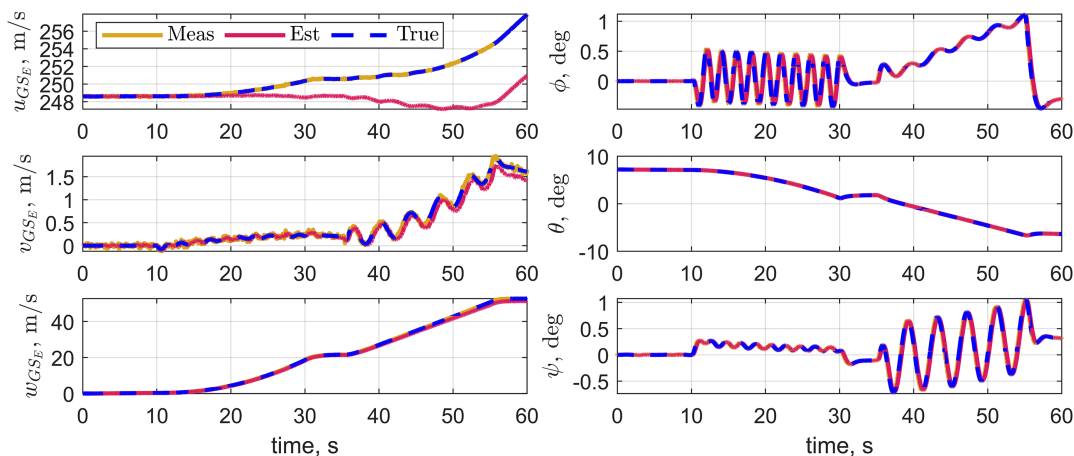 u_{GS_E}, m/s
256
254
252
250
248
Meas Est True
0 10 20 30 40 50 60
v_{GS_E}, m/s
1.5
1
0.5
0
0 10 20 30 40 50 60
w_{GS_E}, m/s
40
20
0
0 10 20 30 40 50 60
time, s
ϕ, deg
1
0.5
0
0 10 20 30 40 50 60
θ, deg
10
0
-10
0 10 20 30 40 50 60
ψ, deg
1
0.5
0
-0.5
0 10 20 30 40 50 60
time, s